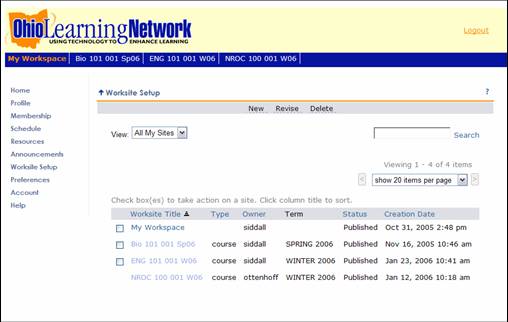 OhioLearningNetwork
USING TECHNOLOGY TO ENHANCE LEARNING
Logout
My Workspace Bio 101 001 Sp06 ENG 101 001 W06 NROC 100 001 W06
Home
Profile
Membership
Schedule
Resources
Announcements
Worksite Setup
Preferences
Account
Help
Worksite Setup ?
New Revise Delete
View: All My Sites Search
Viewing 1 - 4 of 4 items
< show 20 items per page >
Check box(es) to take action on a site. Click column title to sort.
Worksite Title Type Owner Term Status Creation Date
My Workspace siddall Published Oct 31, 2005 2:48 pm
Bio 101 001 Sp06 course siddall SPRING 2006 Published Nov 16, 2005 10:46 am
ENG 101 001 W06 course siddall WINTER 2006 Published Jan 23, 2006 10:41 am
NROC 100 001 W06 course ottenhoff WINTER 2006 Published Jan 12, 2006 10:18 am